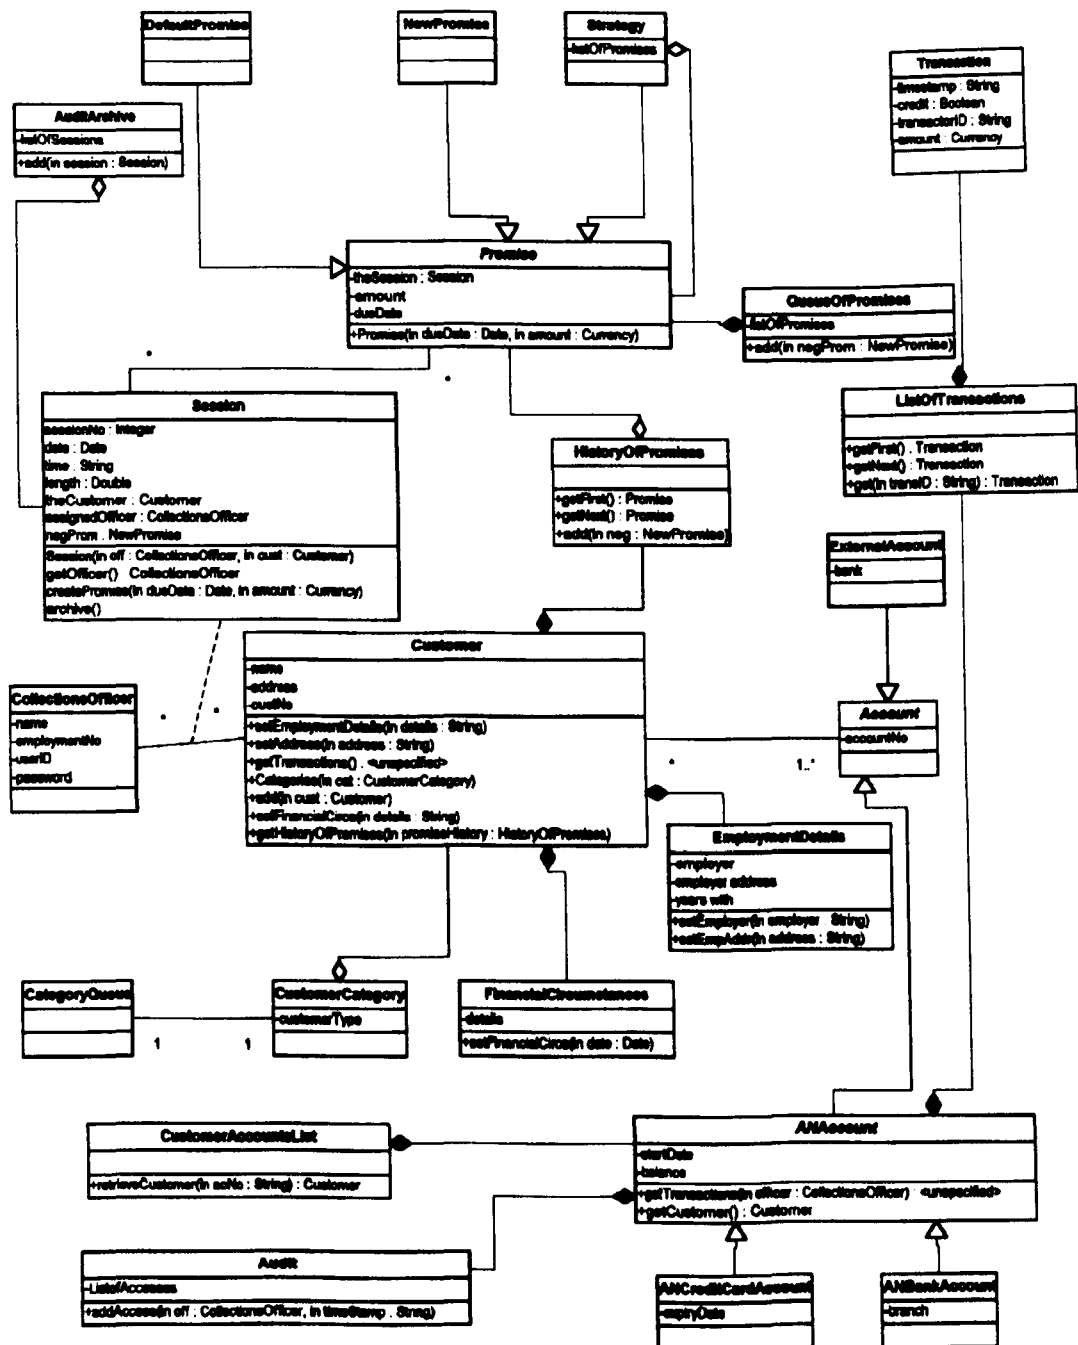 DefaultPromise
NewPromise
Strategy
-listOfPromises
Transaction
-timestamp : String
-credit : Boolean
-transactorID : String
-amount : Currency
AuditArchive
-listOfSessions
+add(in session : Session)
Promise
-theSession : Session
-amount
-dueDate
+Promise(in dueDate : Date, in amount : Currency)
QueueOfPromises
-listOfPromises
+add(in negProm : NewPromise)
*
*
Session
sessionNo : Integer
date : Date
time : String
length : Double
theCustomer : Customer
assignedOfficer : CollectionsOfficer
negProm : NewPromise
Session(in off : CollectionsOfficer, in cust : Customer)
getOfficer() CollectionsOfficer
createPromise(in dueDate : Date, in amount : Currency)
archive()
HistoryOfPromises
+getFirst() : Promise
+getNext() : Promise
+add(in neg : NewPromise)
ListOfTransactions
+getFirst() : Transaction
+getNext() : Transaction
+get(in transID : String) : Transaction
ExternalAccount
-bank
Customer
-name
-address
-custNo
+setEmploymentDetails(in details : String)
+setAddress(in address : String)
+getTransactions() : <unspecified>
+Categories(in cat : CustomerCategory)
+add(in cust : Customer)
+setFinancialCircs(in details : String)
+getHistoryOfPromises(in promiseHistory : HistoryOfPromises)
CollectionsOfficer
-name
-employmentNo
-userID
-password
*
*
Account
-accountNo
*
1..*
EmploymentDetails
-employer
-employer address
-years with
+setEmployer(in employer : String)
+setEmpAddr(in address : String)
CategoryQueue
1
1
CustomerCategory
-customerType
FinancialCircumstances
-details
+setFinancialCircs(in date : Date)
CustomerAccountsList
+retrieveCustomer(in acNo : String) : Customer
ANAccount
-startDate
-balance
+getTransactions(in officer : CollectionsOfficer) : <unspecified>
+getCustomer() : Customer
Audit
-ListofAccesses
+addAccess(in off : CollectionsOfficer, in timeStamp : String)
ANCreditCardAccount
-expiryDate
ANBankAccount
-branch